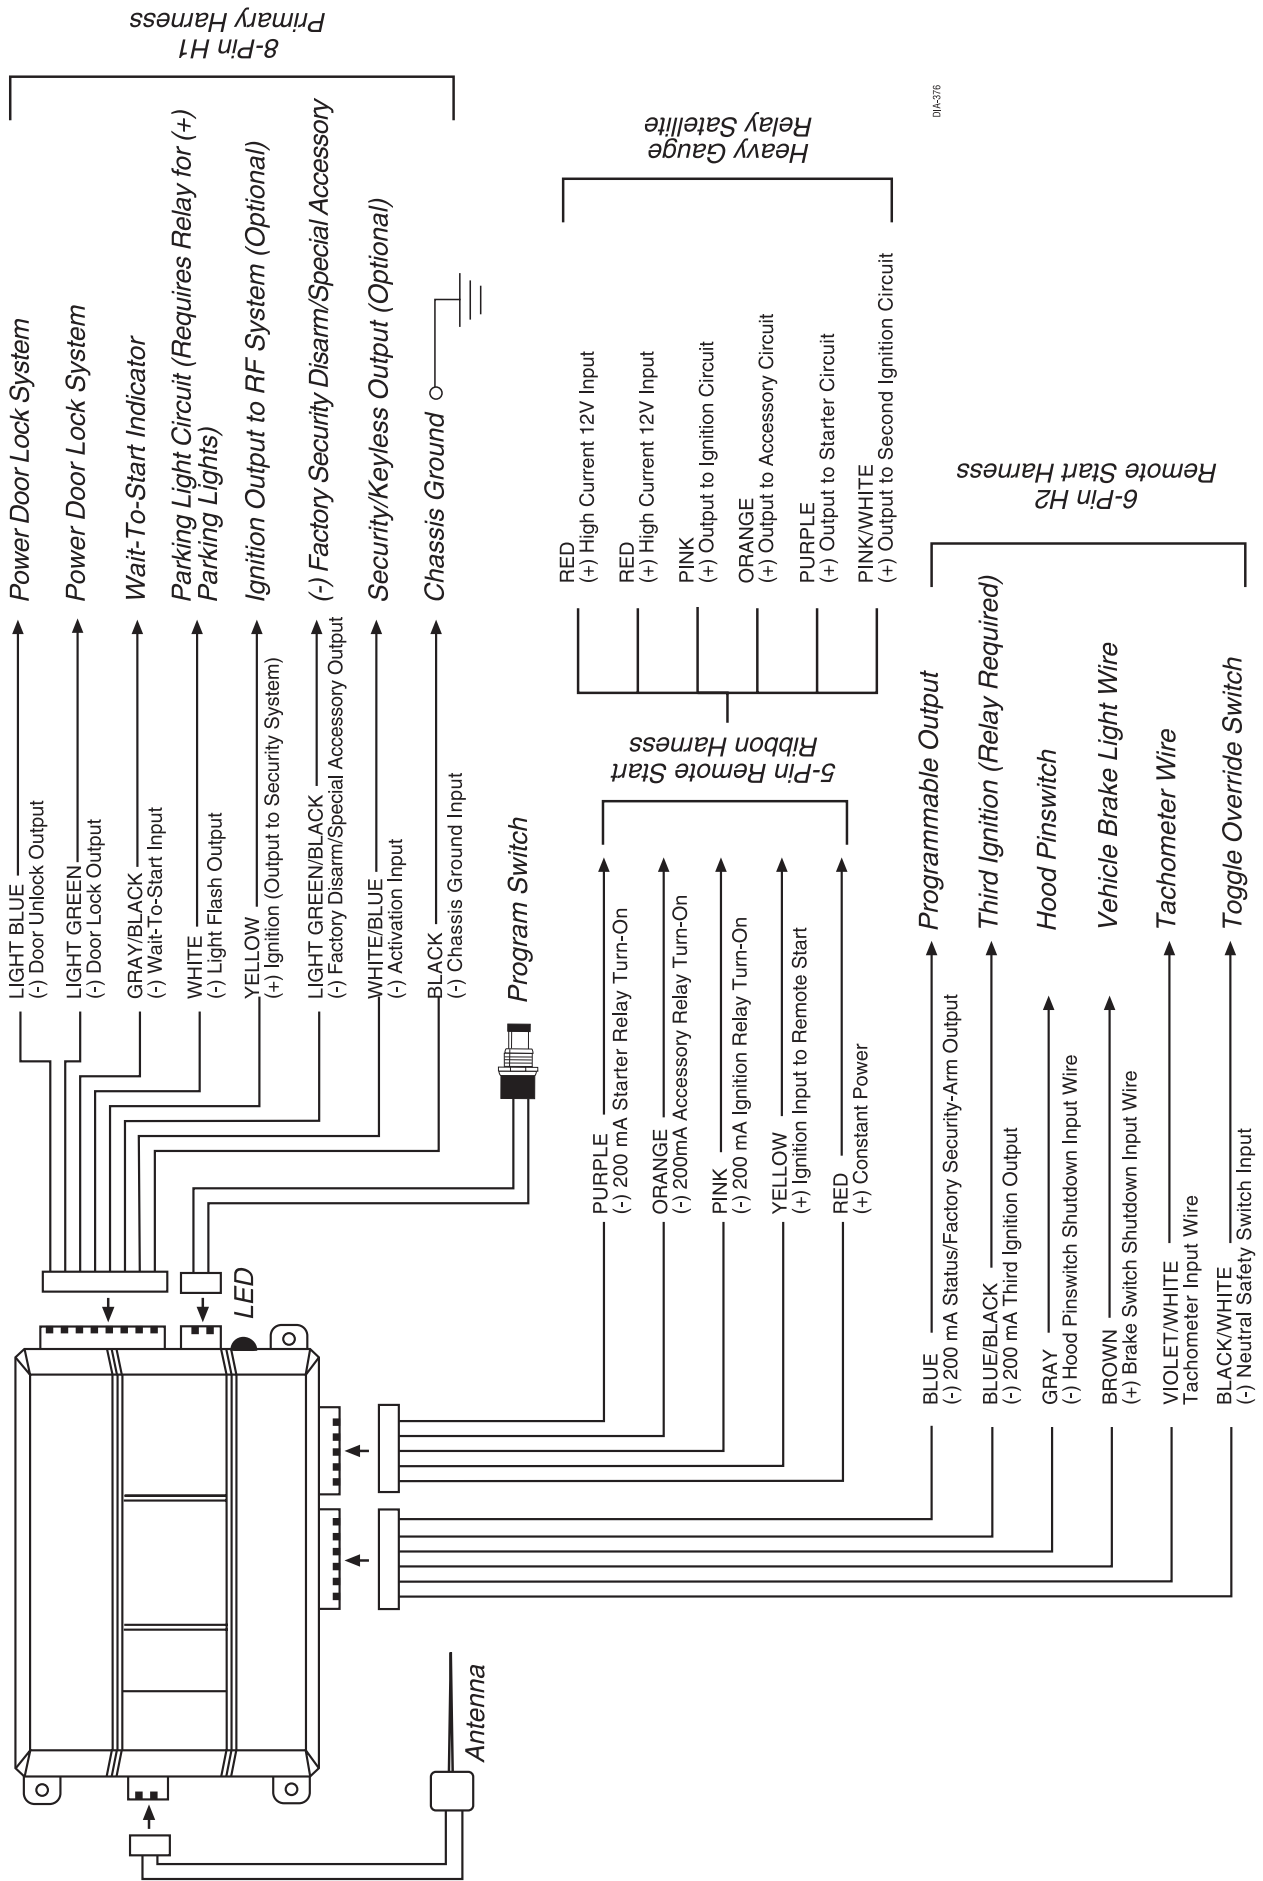 8-Pin H1
Primary Harness
LIGHT BLUE
(-) Door Unlock Output
Power Door Lock System
LIGHT GREEN
(-) Door Lock Output
Power Door Lock System
GRAY/BLACK
(-) Wait-To-Start Input
Wait-To-Start Indicator
WHITE
(-) Light Flash Output
Parking Light Circuit (Requires Relay for (+)
Parking Lights)
YELLOW
(+) Ignition (Output to Security System)
Ignition Output to RF System (Optional)
LIGHT GREEN/BLACK
(-) Factory Disarm/Special Accessory Output
(-) Factory Security Disarm/Special Accessory
WHITE/BLUE
(-) Activation Input
Security/Keyless Output (Optional)
BLACK
(-) Chassis Ground Input
Chassis Ground
Program Switch
LED
Heavy Gauge
Relay Satellite
RED
(+) High Current 12V Input
RED
(+) High Current 12V Input
PINK
(+) Output to Ignition Circuit
ORANGE
(+) Output to Accessory Circuit
PURPLE
(+) Output to Starter Circuit
PINK/WHITE
(+) Output to Second Ignition Circuit
5-Pin Remote Start
Ribbon Harness
PURPLE
(-) 200 mA Starter Relay Turn-On
ORANGE
(-) 200mA Accessory Relay Turn-On
PINK
(-) 200 mA Ignition Relay Turn-On
YELLOW
(+) Ignition Input to Remote Start
RED
(+) Constant Power
6-Pin H2
Remote Start Harness
BLUE
(-) 200 mA Status/Factory Security-Arm Output
Programmable Output
BLUE/BLACK
(-) 200 mA Third Ignition Output
Third Ignition (Relay Required)
GRAY
(-) Hood Pinswitch Shutdown Input Wire
Hood Pinswitch
BROWN
(+) Brake Switch Shutdown Input Wire
Vehicle Brake Light Wire
VIOLET/WHITE
Tachometer Input Wire
Tachometer Wire
BLACK/WHITE
(-) Neutral Safety Switch Input
Toggle Override Switch
Antenna
DIA-376